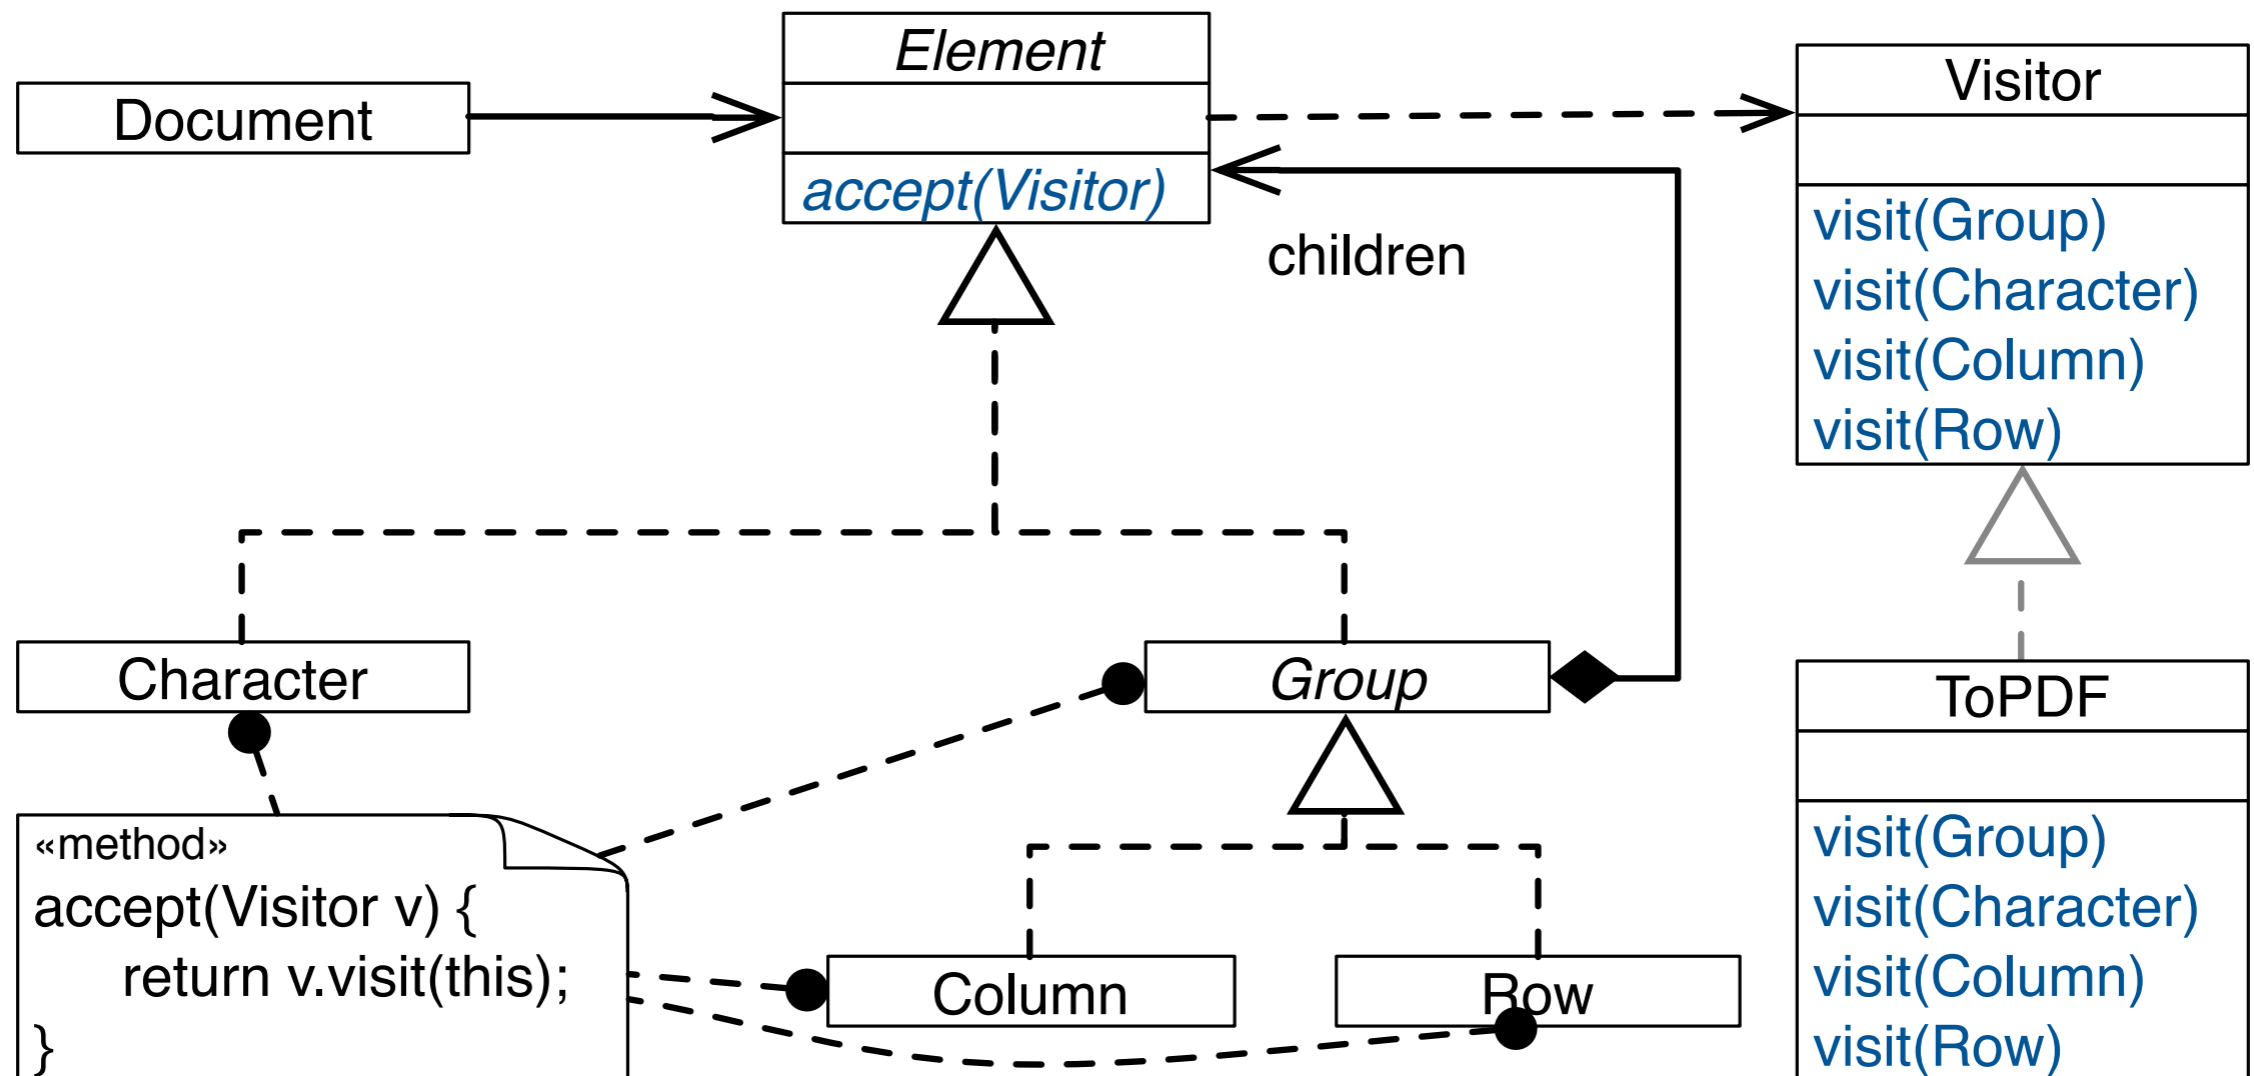 Element
accept(Visitor)
Document
Visitor
visit(Group)
visit(Character)
visit(Column)
visit(Row)
children
Character
Group
ToPDF
visit(Group)
visit(Character)
visit(Column)
visit(Row)
«method»
accept(Visitor v) {
return v.visit(this);
}
Column
Row